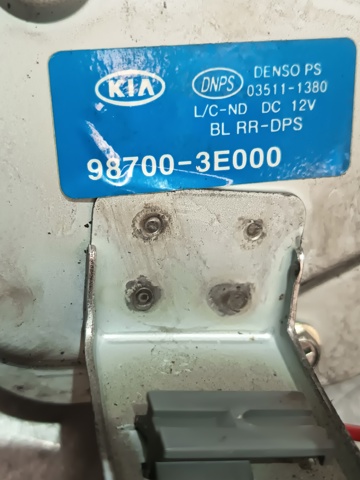 KIA
DNPS
DENSO PS
03511-1380
L/C-ND DC 12V
BL RR-DPS
98700-3E000